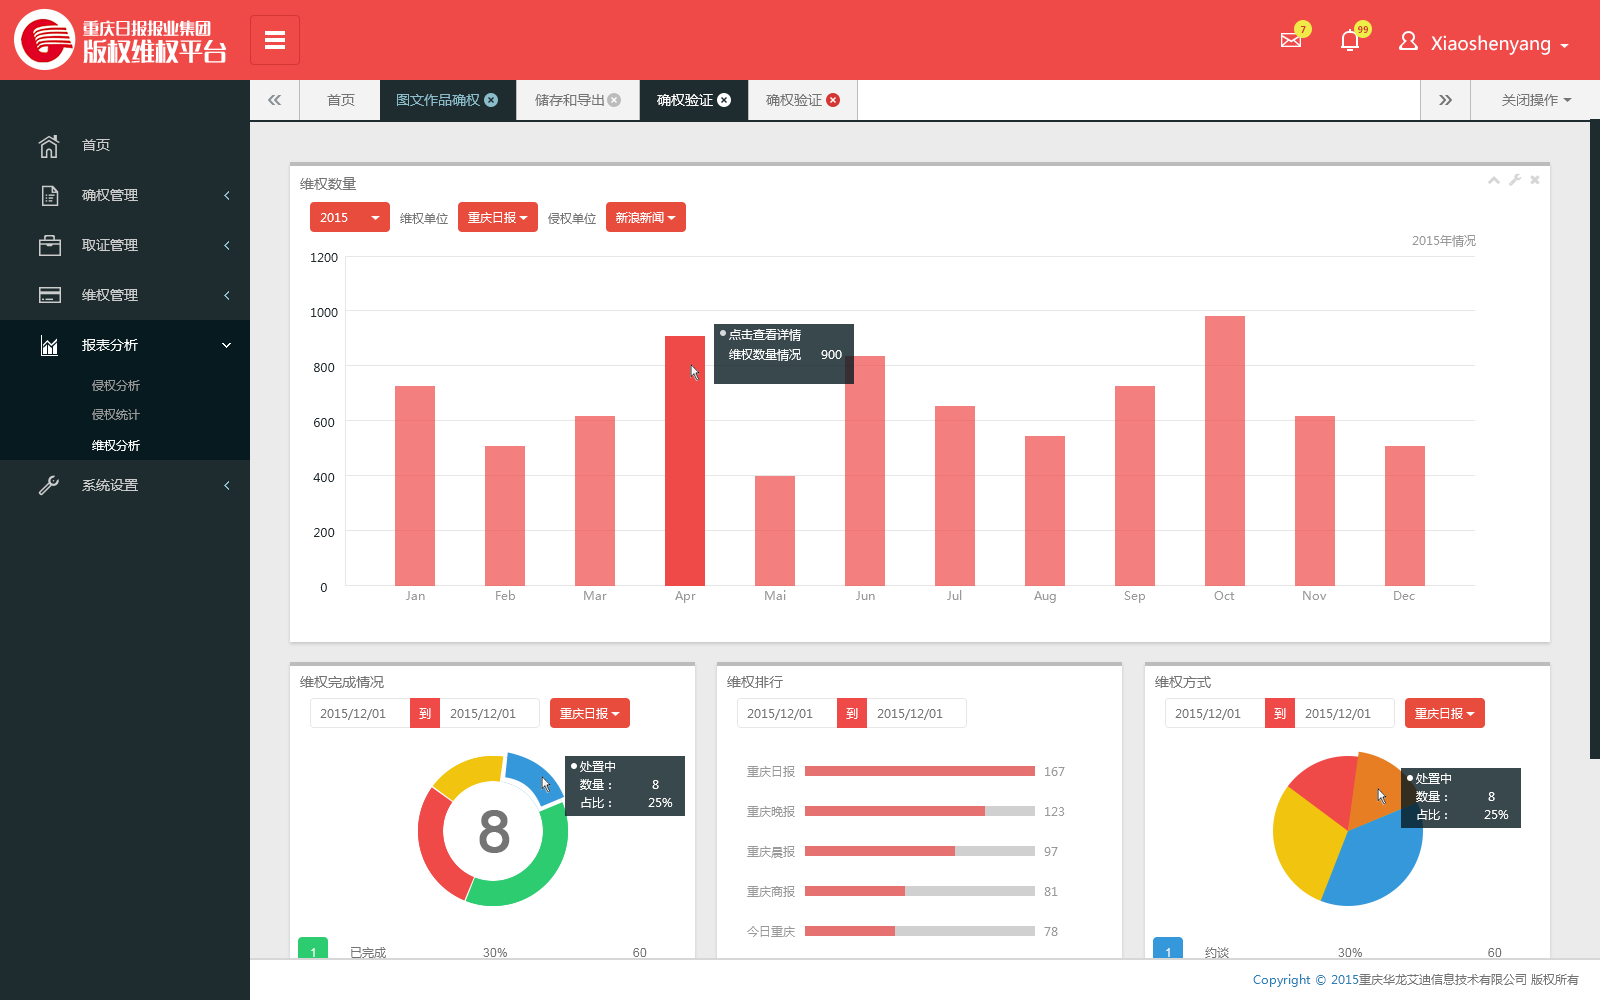 重庆日报报业集团
版权维权平台
7
99
Xiaoshenyang
首页
图文作品确权
储存和导出
确权验证
确权验证
关闭操作
首页
确权管理
取证管理
维权管理
报表分析
侵权分析
侵权统计
维权分析
系统设置
维权数量
2015 维权单位 重庆日报 侵权单位 新浪新闻
2015年情况
1200
1000
800
600
400
200
0
点击查看详情
维权数量情况 900
Jan Feb Mar Apr Mai Jun Jul Aug Sep Oct Nov Dec
维权完成情况
2015/12/01 到 2015/12/01 重庆日报
处置中
数量： 8
占比： 25%
8
1 已完成 30% 60
维权排行
2015/12/01 到 2015/12/01
重庆日报 167
重庆晚报 123
重庆晨报 97
重庆商报 81
今日重庆 78
维权方式
2015/12/01 到 2015/12/01 重庆日报
处置中
数量： 8
占比： 25%
1 约谈 30% 60
Copyright © 2015重庆华龙艾迪信息技术有限公司 版权所有